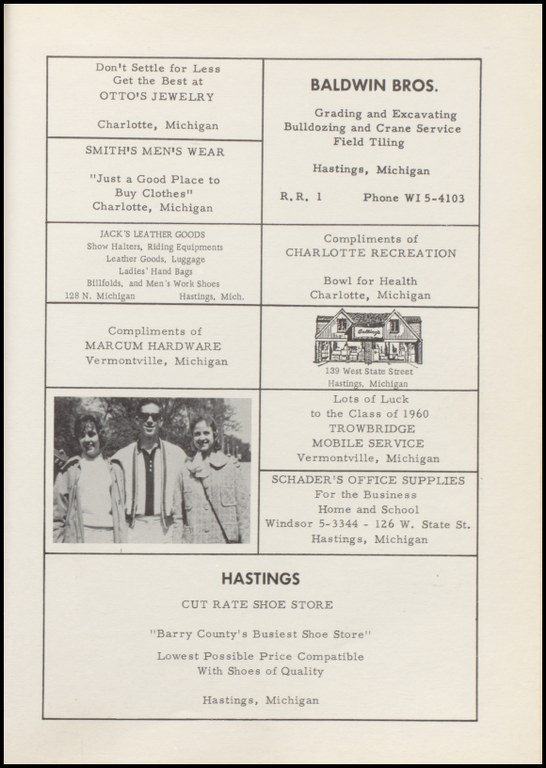 Don't Settle for Less
Get the Best at
OTTO'S JEWELRY
Charlotte, Michigan
SMITH'S MEN'S WEAR
"Just a Good Place to
Buy Clothes"
Charlotte, Michigan
JACK'S LEATHER GOODS
Show Halters, Riding Equipments
Leather Goods, Luggage
Ladies' Hand Bags
Billfolds, and Men's Work Shoes
128 N. Michigan Hastings, Mich.
Compliments of
MARCUM HARDWARE
Vermontville, Michigan
BALDWIN BROS.
Grading and Excavating
Bulldozing and Crane Service
Field Tiling
Hastings, Michigan
R.R. 1 Phone WI 5-4103
Compliments of
CHARLOTTE RECREATION
Bowl for Health
Charlotte, Michigan
139 West State Street
Hastings, Michigan
Lots of Luck
to the Class of 1960
TROWBRIDGE
MOBILE SERVICE
Vermontville, Michigan
SCHADER'S OFFICE SUPPLIES
For the Business
Home and School
Windsor 5-3344 - 126 W. State St.
Hastings, Michigan
HASTINGS
CUT RATE SHOE STORE
"Barry County's Busiest Shoe Store"
Lowest Possible Price Compatible
With Shoes of Quality
Hastings, Michigan